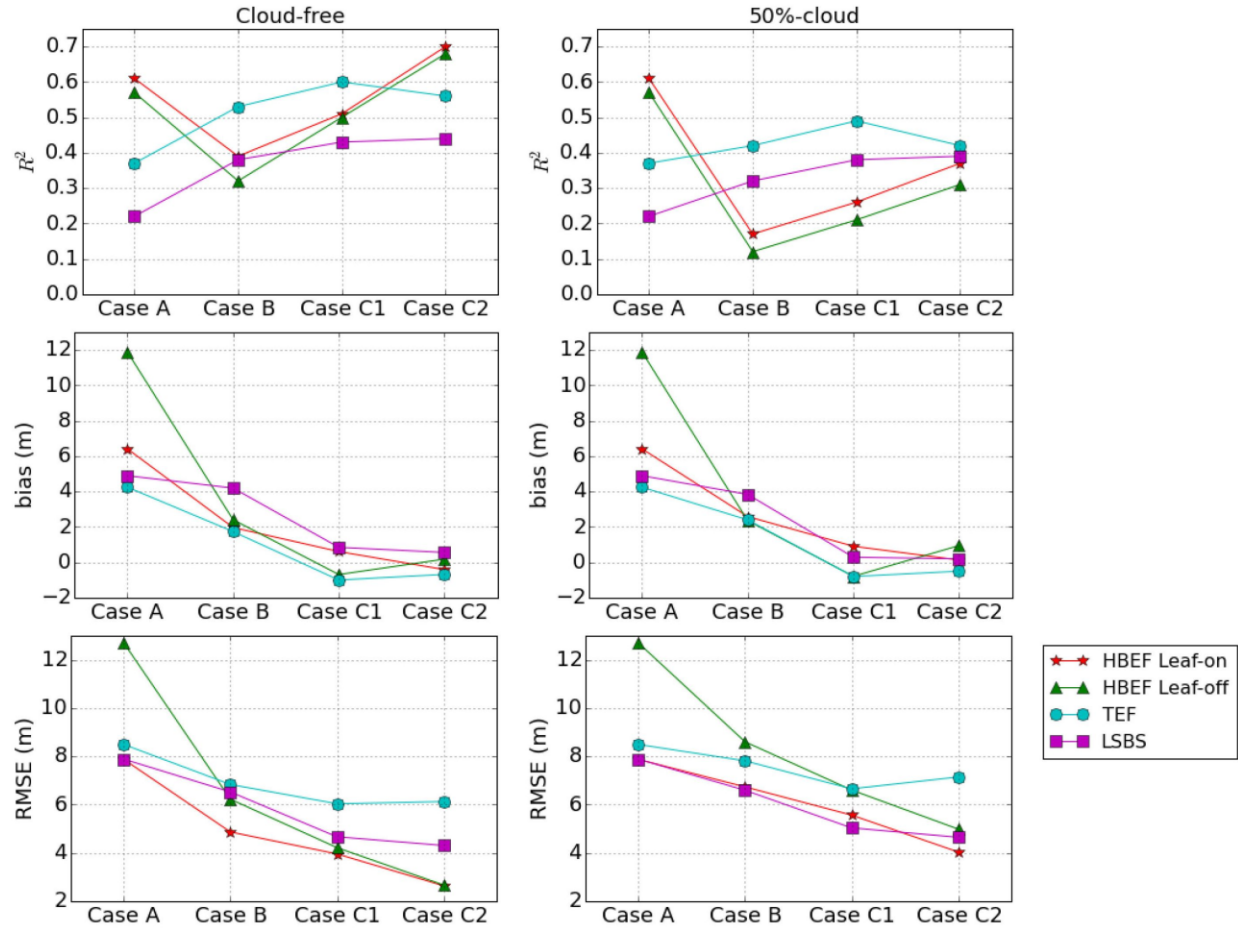 Cloud-free
50%-cloud
R²
0.7
0.6
0.5
0.4
0.3
0.2
0.1
0.0
Case A Case B Case C1 Case C2
R²
0.7
0.6
0.5
0.4
0.3
0.2
0.1
0.0
Case A Case B Case C1 Case C2
bias (m)
12
10
8
6
4
2
0
−2
Case A Case B Case C1 Case C2
bias (m)
12
10
8
6
4
2
0
−2
Case A Case B Case C1 Case C2
RMSE (m)
12
10
8
6
4
2
Case A Case B Case C1 Case C2
RMSE (m)
12
10
8
6
4
2
Case A Case B Case C1 Case C2
HBEF Leaf-on
HBEF Leaf-off
TEF
LSBS